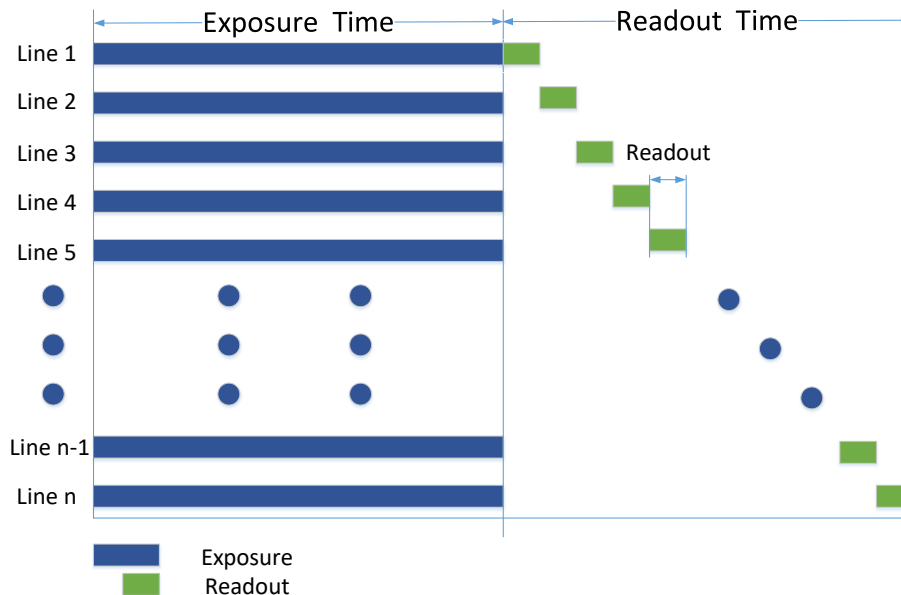 Exposure Time
Readout Time
Line 1
Line 2
Line 3
Readout
Line 4
Line 5
Line n-1
Line n
Exposure
Readout